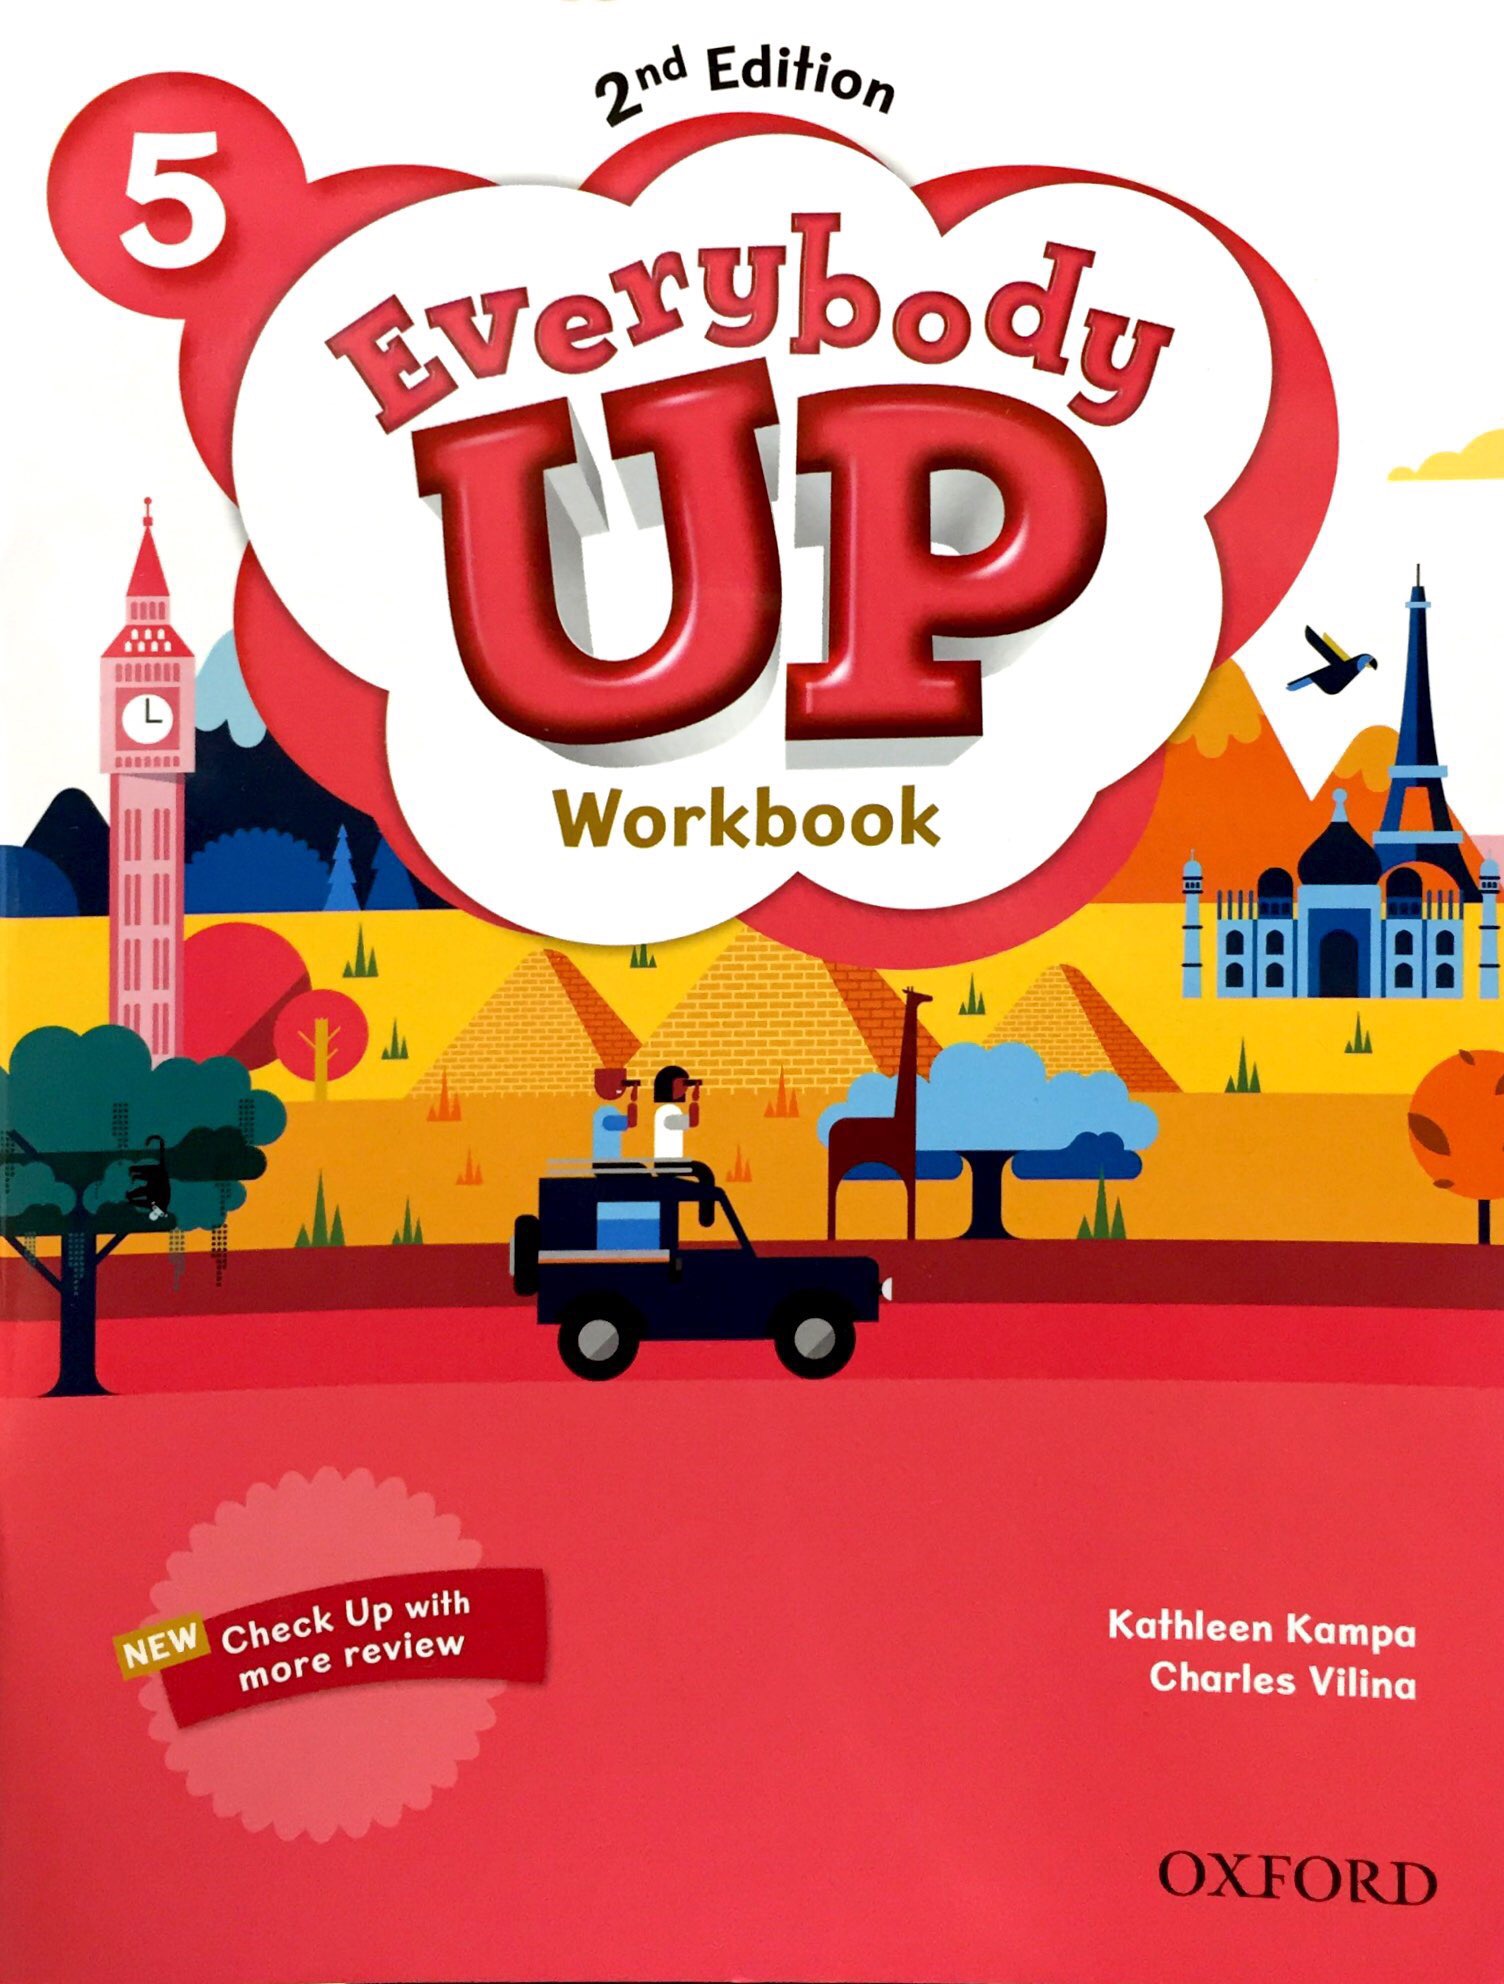 2nd Edition
5
Everybody
UP
Workbook
NEW
Check Up with
more review
Kathleen Kampa
Charles Vilina
OXFORD